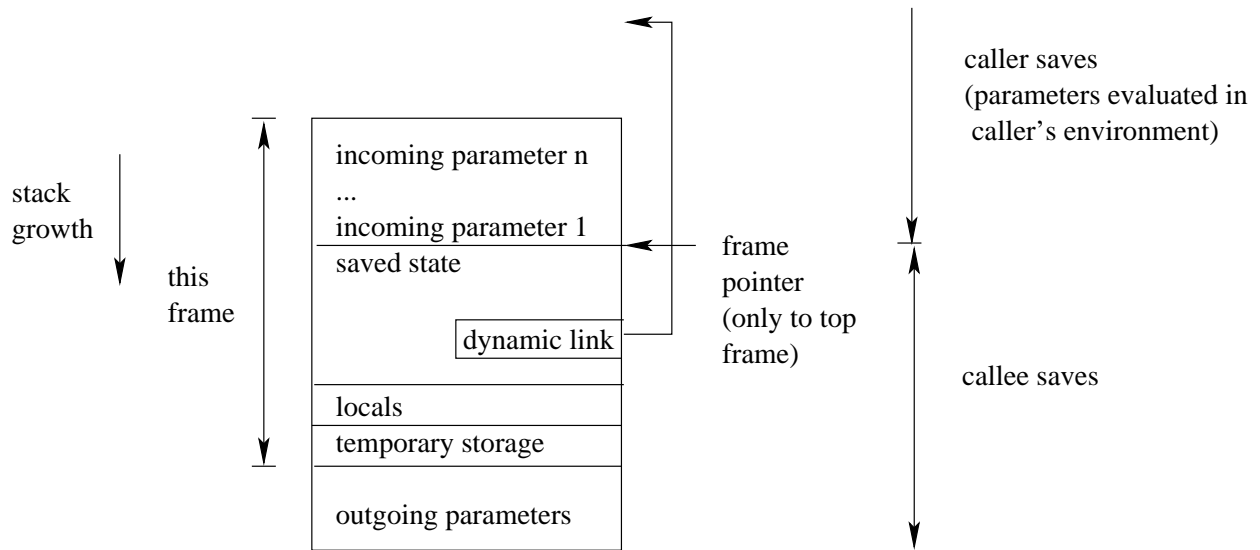 caller saves
(parameters evaluated in
caller's environment)
incoming parameter n
...
incoming parameter 1
stack
growth
this
frame
saved state
dynamic link
frame
pointer
(only to top
frame)
callee saves
locals
temporary storage
outgoing parameters